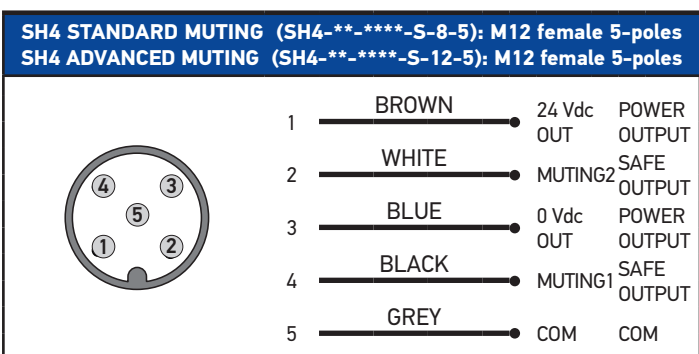 SH4 STANDARD MUTING (SH4-**-****-S-8-5): M12 female 5-poles
SH4 ADVANCED MUTING (SH4-**-****-S-12-5): M12 female 5-poles
4 3
5
1 2
1 BROWN 24 Vdc OUT POWER OUTPUT
2 WHITE MUTING2 SAFE OUTPUT
3 BLUE 0 Vdc OUT POWER OUTPUT
4 BLACK MUTING1 SAFE OUTPUT
5 GREY COM COM